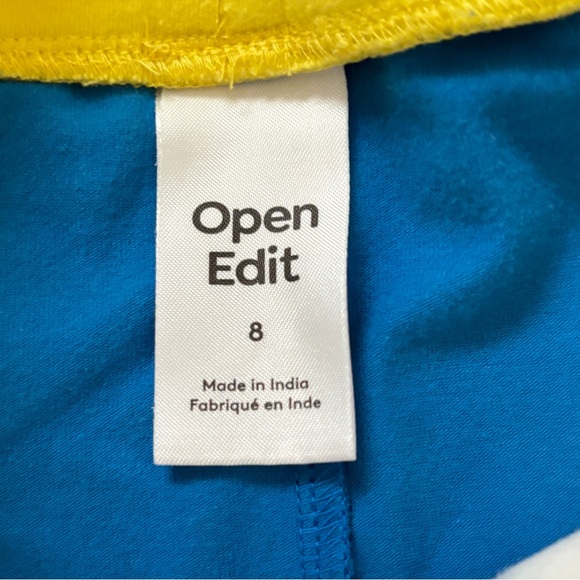 Open
Edit
8
Made in India
Fabriqué en Inde